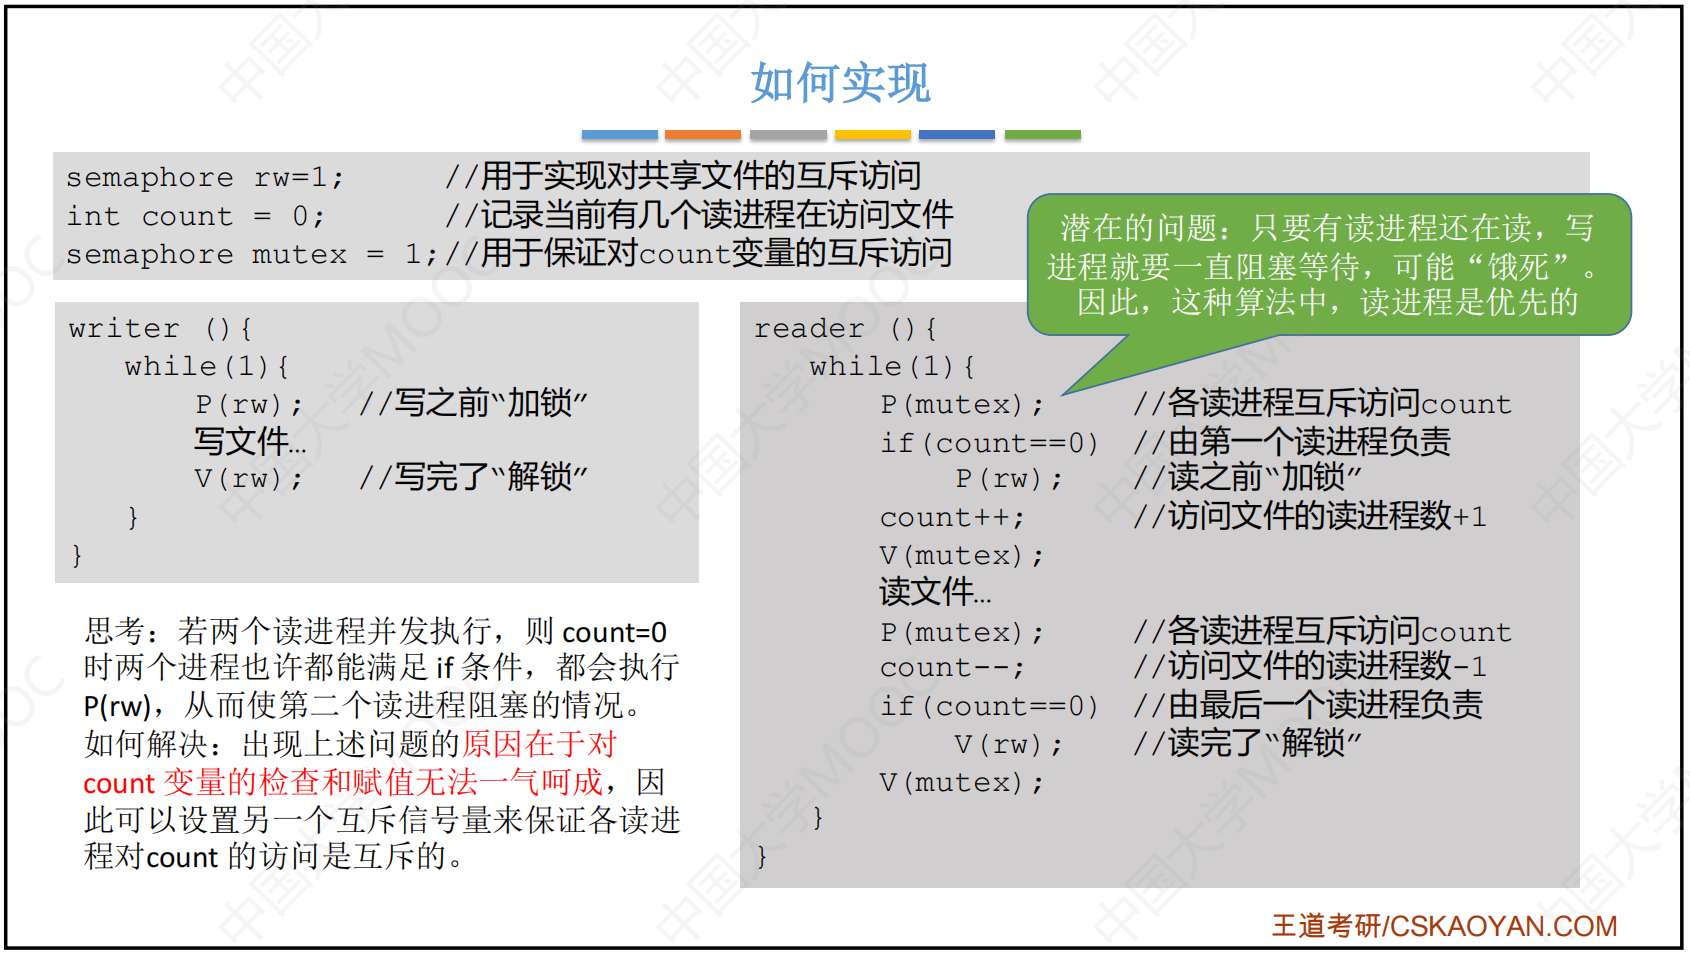 如何实现
semaphore rw=1; //用于实现对共享文件的互斥访问
int count = 0; //记录当前有几个读进程在访问文件
semaphore mutex = 1;//用于保证对count变量的互斥访问
潜在的问题：只要有读进程还在读，写
进程就要一直阻塞等待，可能“饿死”。
因此，这种算法中，读进程是优先的
writer (){
while(1){
P(rw); //写之前“加锁”
写文件…
V(rw); //写完了“解锁”
}
}
思考：若两个读进程并发执行，则 count=0
时两个进程也许都能满足 if 条件，都会执行
P(rw)，从而使第二个读进程阻塞的情况。
如何解决：出现上述问题的原因在于对
count 变量的检查和赋值无法一气呵成，因
此可以设置另一个互斥信号量来保证各读进
程对count 的访问是互斥的。
reader (){
while(1){
P(mutex); //各读进程互斥访问count
if(count==0) //由第一个读进程负责
P(rw); //读之前“加锁”
count++; //访问文件的读进程数+1
V(mutex);
读文件…
P(mutex); //各读进程互斥访问count
count--; //访问文件的读进程数-1
if(count==0) //由最后一个读进程负责
V(rw); //读完了“解锁”
V(mutex);
}
}
王道考研/CSKAOYAN.COM
中国大学MOOC